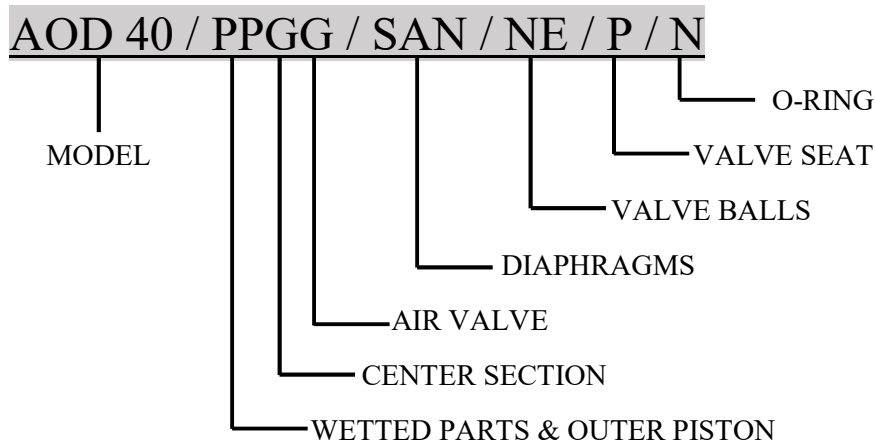 AOD 40 / PPGG / SAN / NE / P / N
O-RING
MODEL
VALVE SEAT
VALVE BALLS
DIAPHRAGMS
AIR VALVE
CENTER SECTION
WETTED PARTS & OUTER PISTON